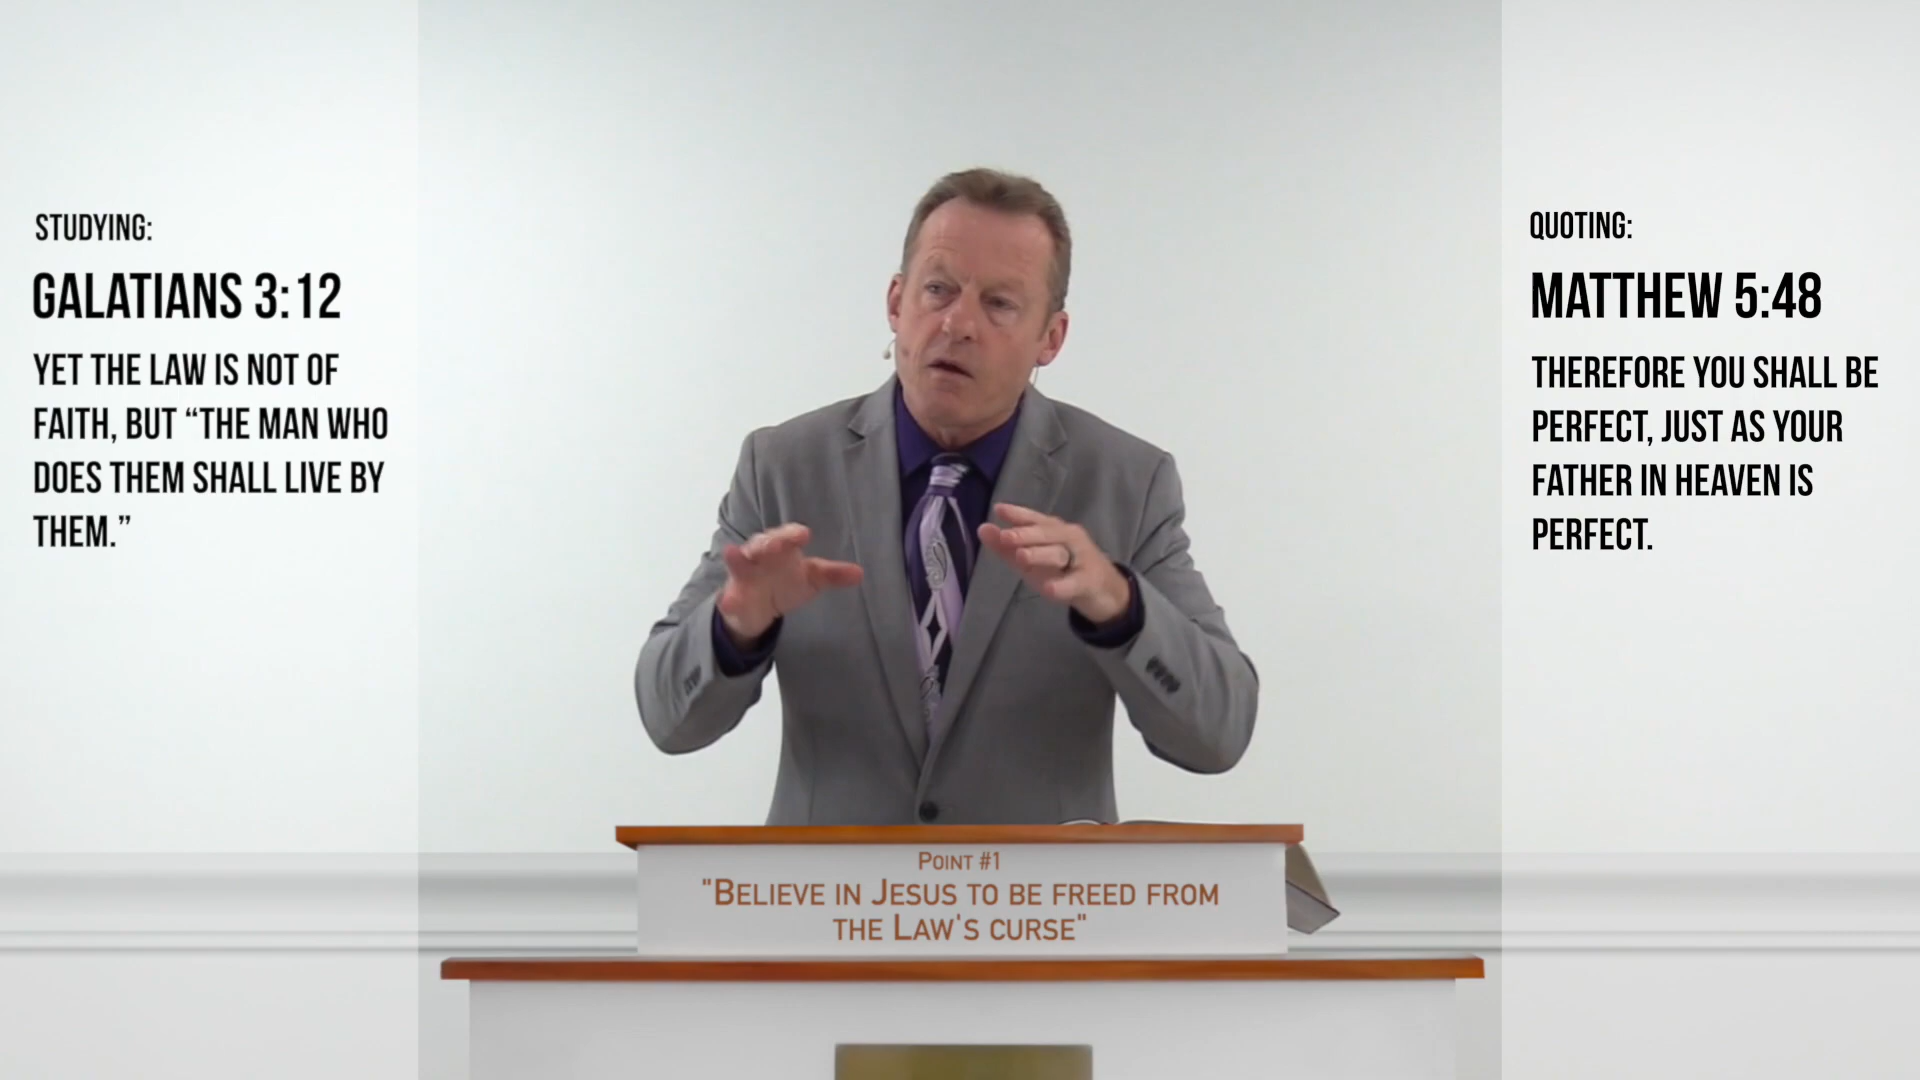 STUDYING:
GALATIANS 3:12
YET THE LAW IS NOT OF
FAITH, BUT “THE MAN WHO
DOES THEM SHALL LIVE BY
THEM.”
QUOTING:
MATTHEW 5:48
THEREFORE YOU SHALL BE
PERFECT, JUST AS YOUR
FATHER IN HEAVEN IS
PERFECT.
POINT #1
"BELIEVE IN JESUS TO BE FREED FROM
THE LAW'S CURSE"